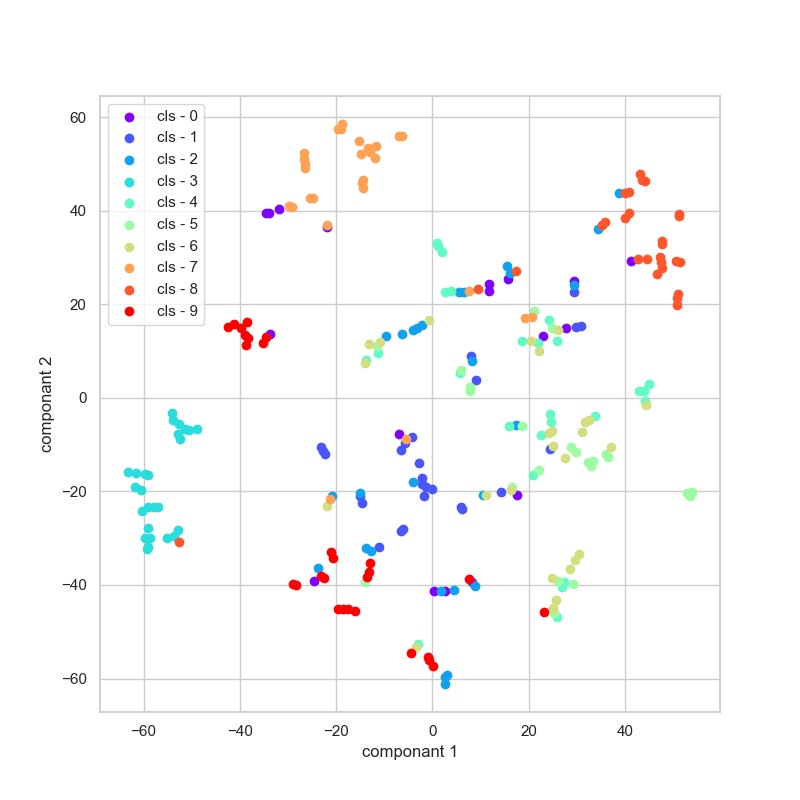 cls - 0
cls - 1
cls - 2
cls - 3
cls - 4
cls - 5
cls - 6
cls - 7
cls - 8
cls - 9
60
40
20
0
−20
−40
−60
componant 2
−60 −40 −20 0 20 40
componant 1